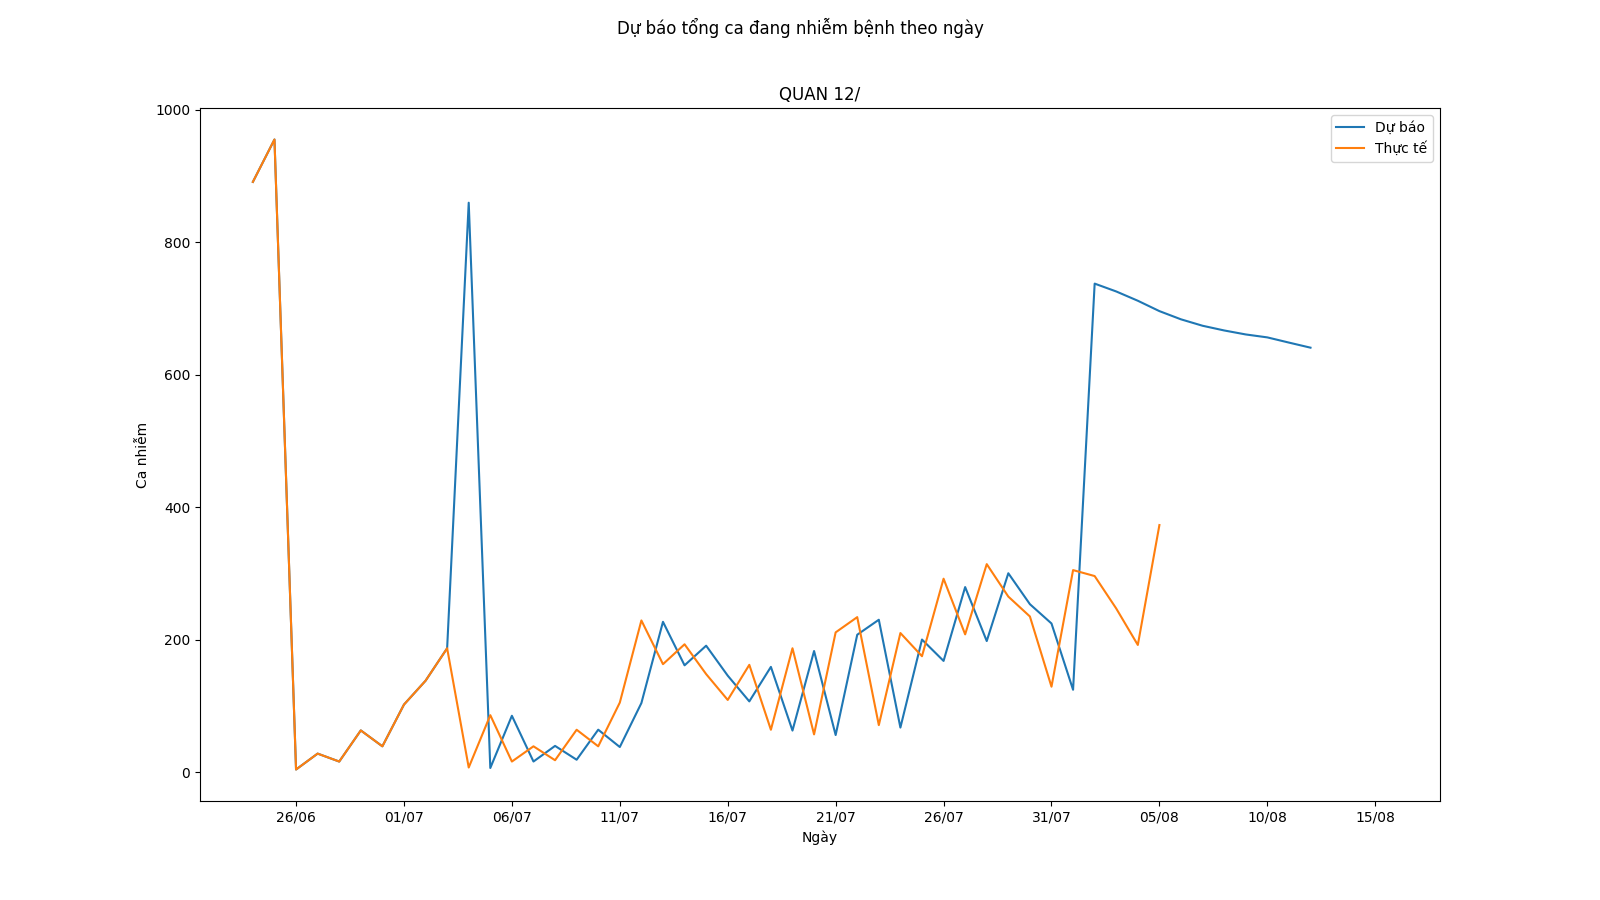 Dự báo tổng ca đang nhiễm bệnh theo ngày
QUAN 12/
Dự báo
Thực tế
Ca nhiễm
1000
800
600
400
200
0
26/06 01/07 06/07 11/07 16/07 21/07 26/07 31/07 05/08 10/08 15/08
Ngày